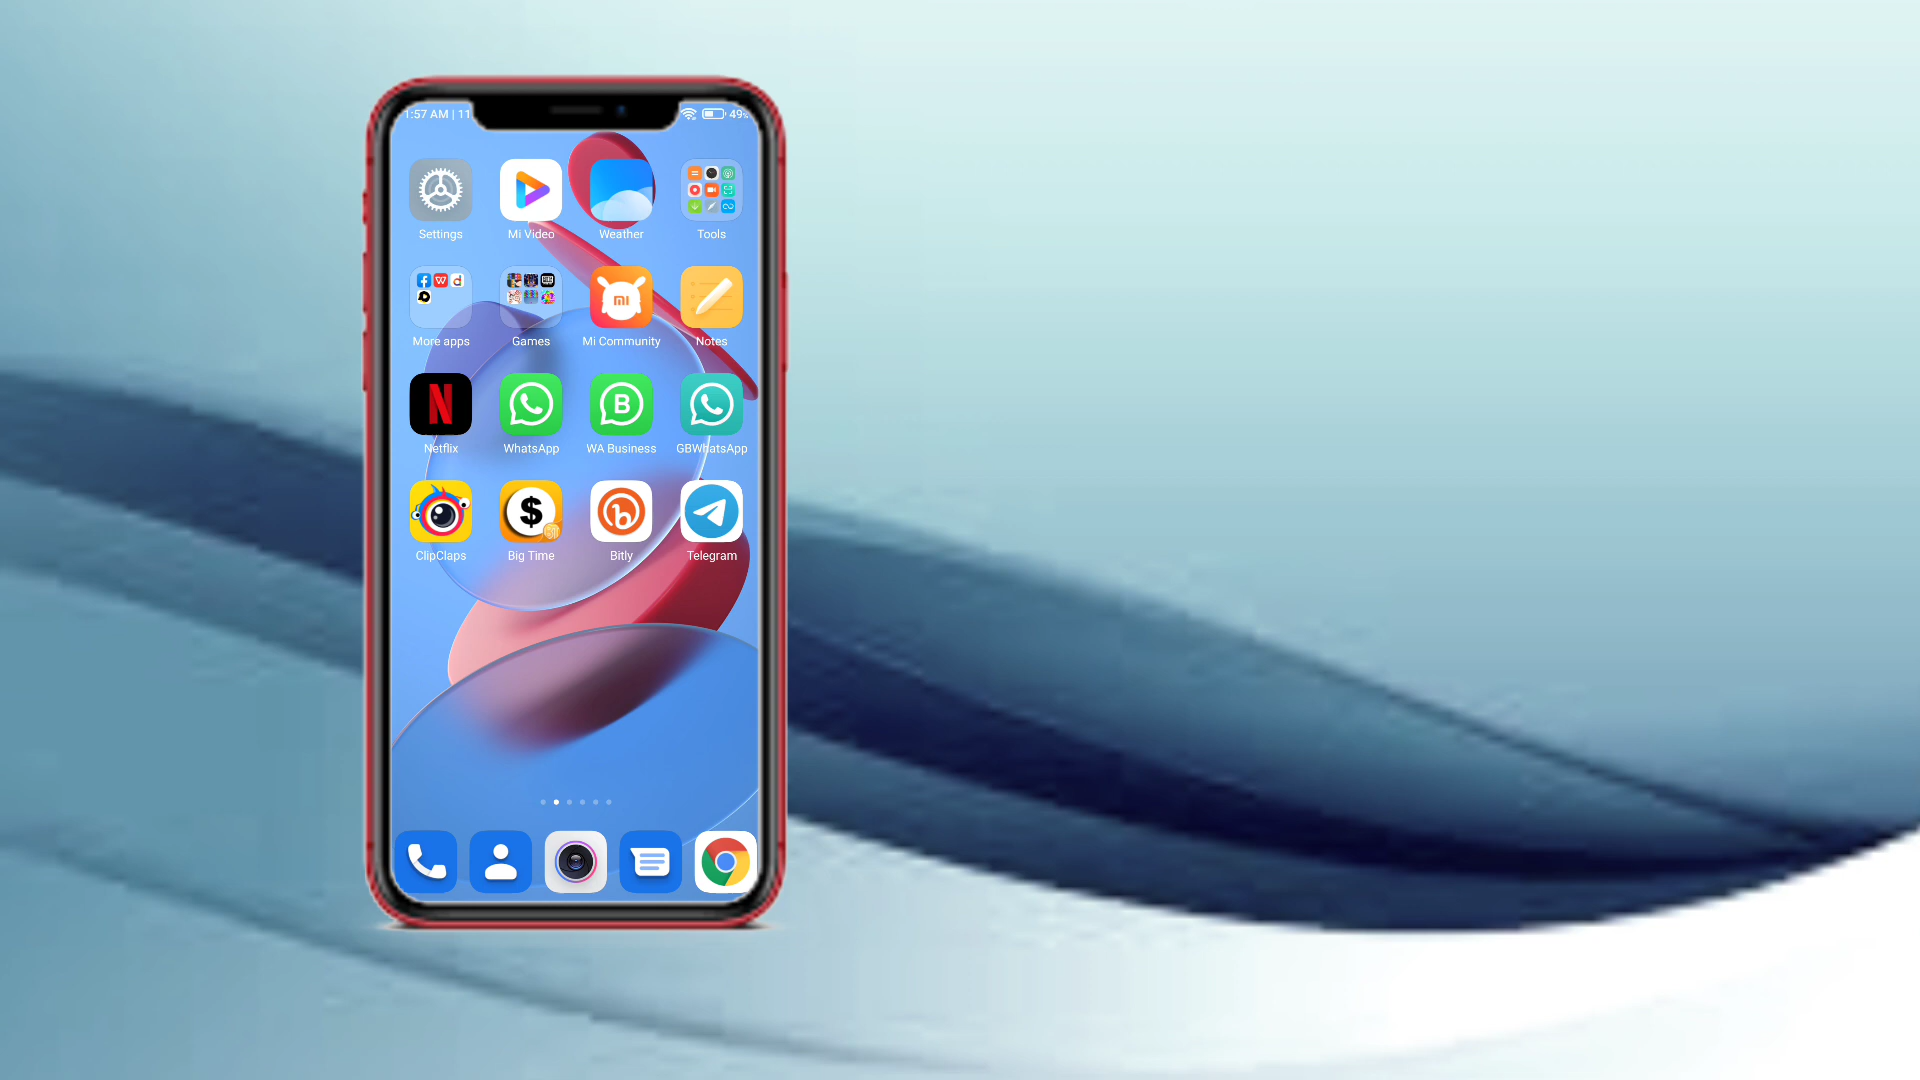 1:57 AM | 11 49%
Settings Mi Video Weather Tools
More apps Games Mi Community Notes
Netflix WhatsApp WA Business GBWhatsApp
ClipClaps Big Time Bitly Telegram